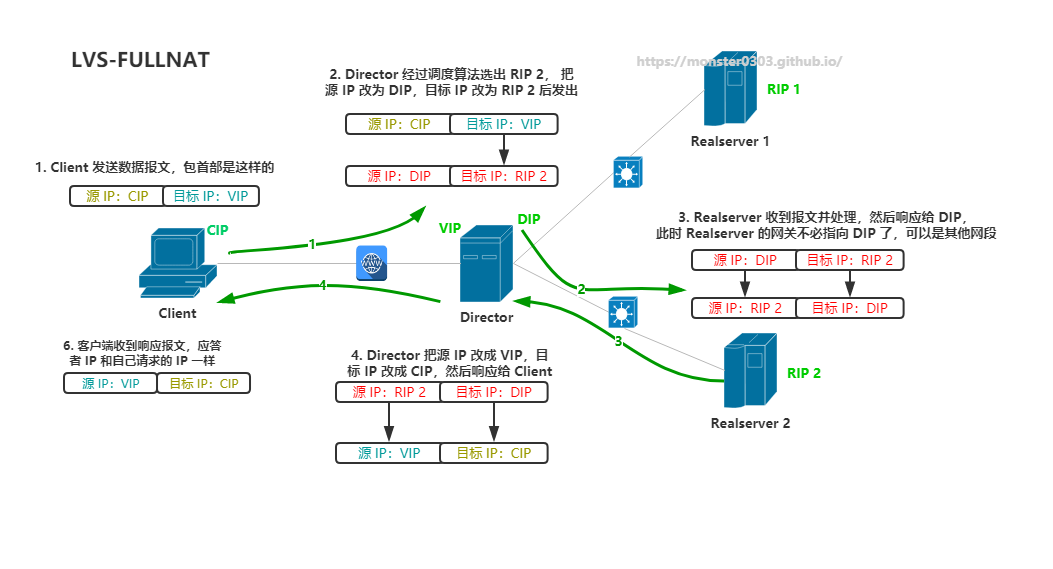 LVS-FULLNAT
https://monster0303.github.io/
2. Director 经过调度算法选出 RIP 2， 把
源 IP 改为 DIP，目标 IP 改为 RIP 2 后发出
源 IP：CIP 目标 IP：VIP
源 IP：DIP 目标 IP：RIP 2
RIP 1
Realserver 1
1. Client 发送数据报文，包首部是这样的
源 IP：CIP 目标 IP：VIP
CIP
1
VIP
DIP
WWW
2
3. Realserver 收到报文并处理，然后响应给 DIP，
此时 Realserver 的网关不必指向 DIP 了，可以是其他网段
源 IP：DIP 目标 IP：RIP 2
源 IP：RIP 2 目标 IP：DIP
4
Client
Director
3
6. 客户端收到响应报文，应答
者 IP 和自己请求的 IP 一样
源 IP：VIP 目标 IP：CIP
4. Director 把源 IP 改成 VIP，目
标 IP 改成 CIP，然后响应给 Client
源 IP：RIP 2 目标 IP：DIP
源 IP：VIP 目标 IP：CIP
RIP 2
Realserver 2